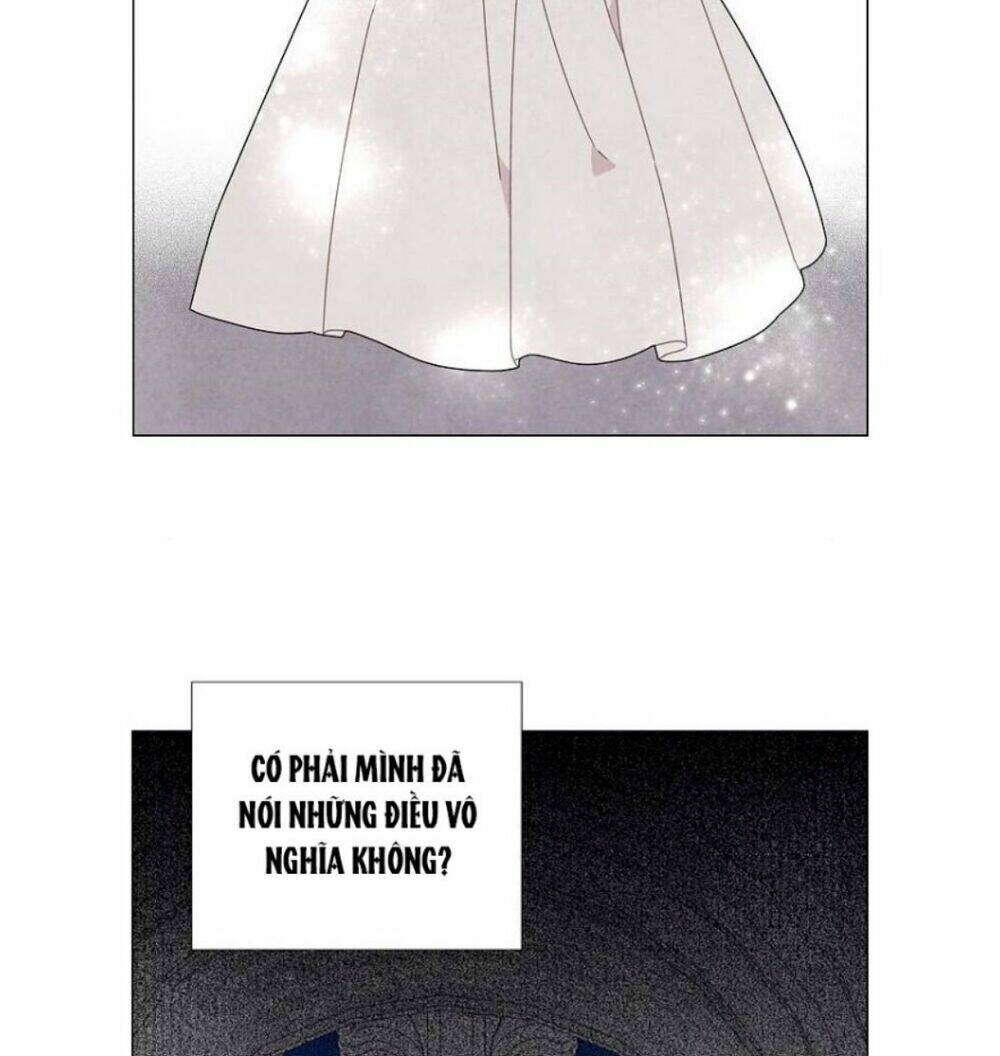 CÓ PHẢI MÌNH ĐÃ
NÓI NHỮNG ĐIỀU VÔ
NGHĨA KHÔNG?